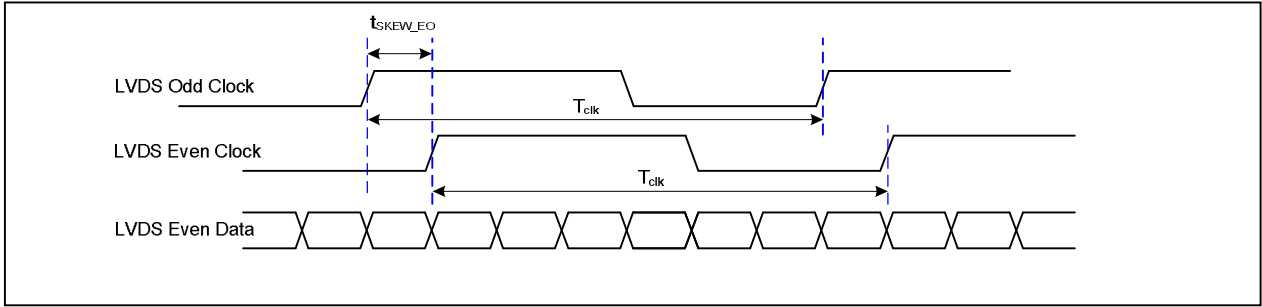 tSKEW_EO
LVDS Odd Clock
Tclk
LVDS Even Clock
Tclk
LVDS Even Data